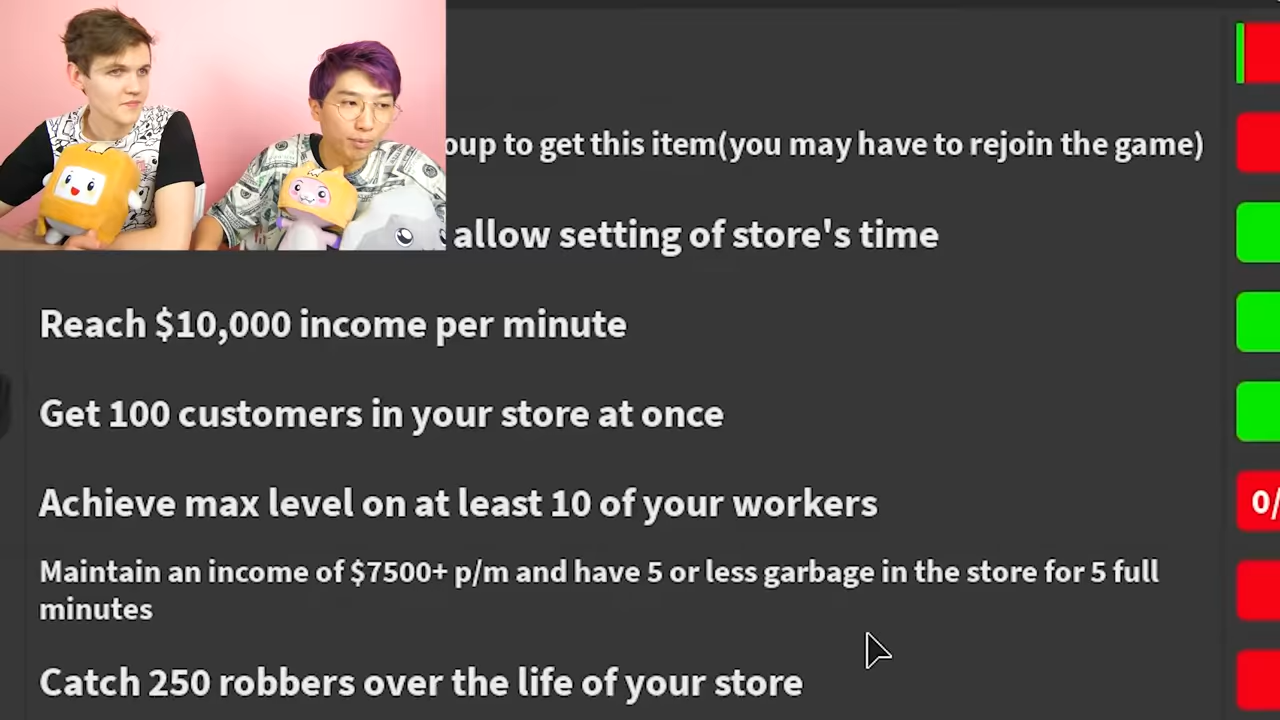 oup to get this item(you may have to rejoin the game)
allow setting of store's time
Reach $10,000 income per minute
Get 100 customers in your store at once
Achieve max level on at least 10 of your workers
0/
Maintain an income of $7500+ p/m and have 5 or less garbage in the store for 5 full
minutes
Catch 250 robbers over the life of your store